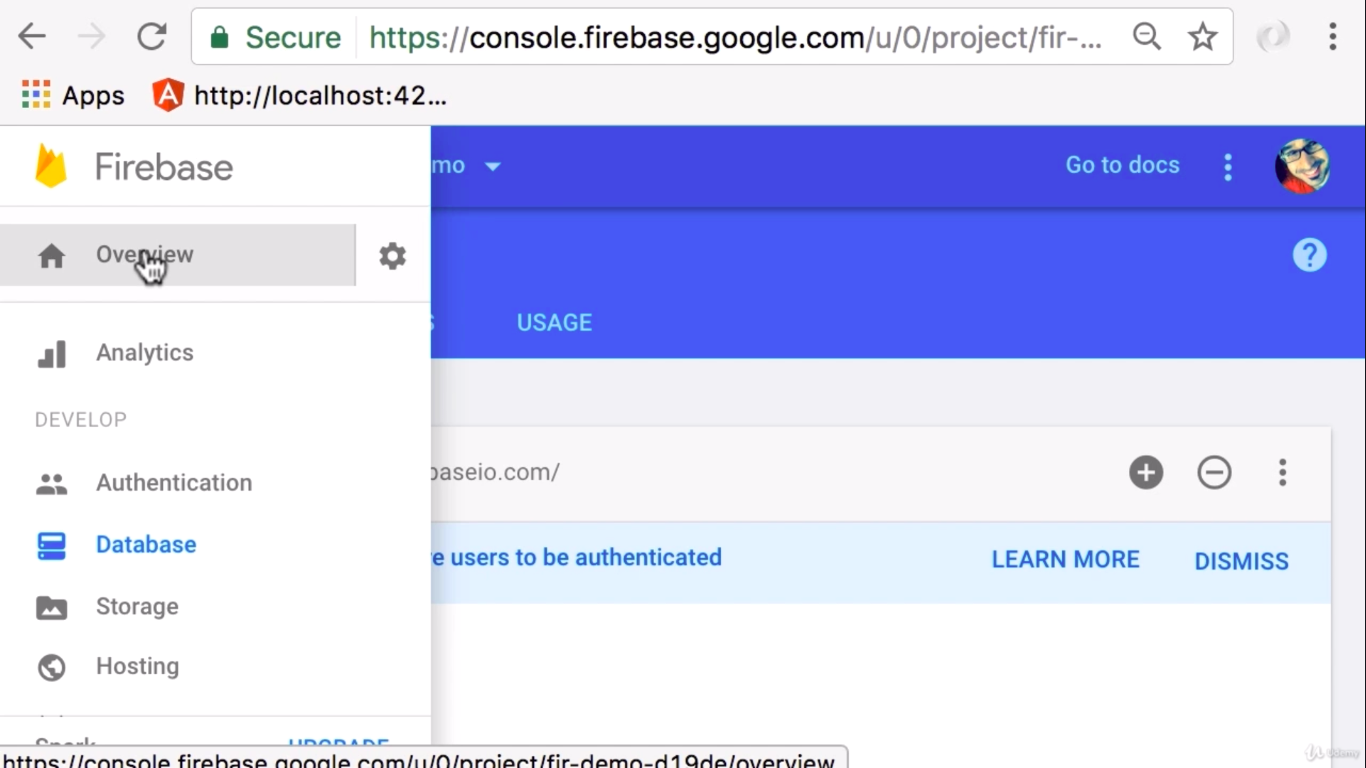 Secure https://console.firebase.google.com/u/0/project/fir-...
Apps http://localhost:42...
Firebase
mo
Go to docs
Overview
USAGE
Analytics
DEVELOP
Authentication
baseio.com/
Database
e users to be authenticated
LEARN MORE
DISMISS
Storage
Hosting
Spark
UPGRADE
https://console.firebase.google.com/u/0/project/fir-demo-d19de/overview
Udemy